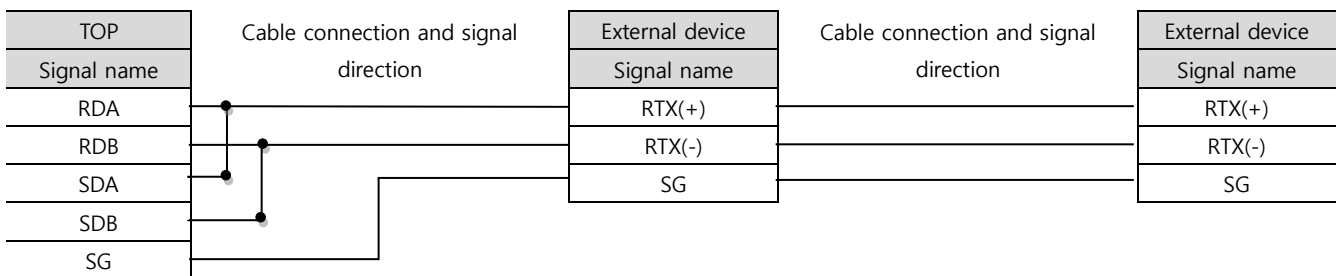 TOP Cable connection and signal direction External device Cable connection and signal direction External device
Signal name Signal name Signal name
RDA RTX(+) RTX(+)
RDB RTX(-) RTX(-)
SDA SG SG
SDB
SG